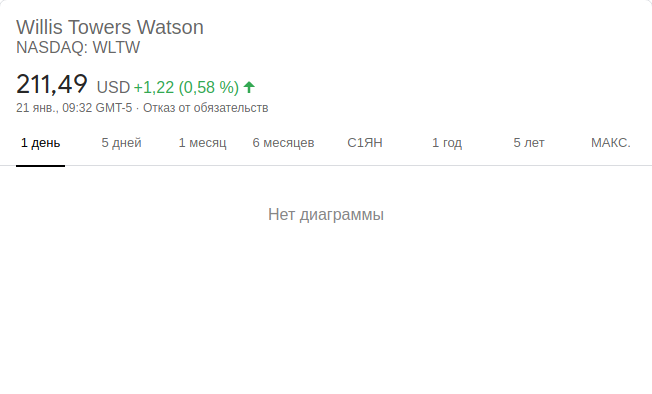 Willis Towers Watson
NASDAQ: WLTW
211,49 USD +1,22 (0,58 %)
21 янв., 09:32 GMT-5 · Отказ от обязательств
1 день 5 дней 1 месяц 6 месяцев С1ЯН 1 год 5 лет МАКС.
Нет диаграммы